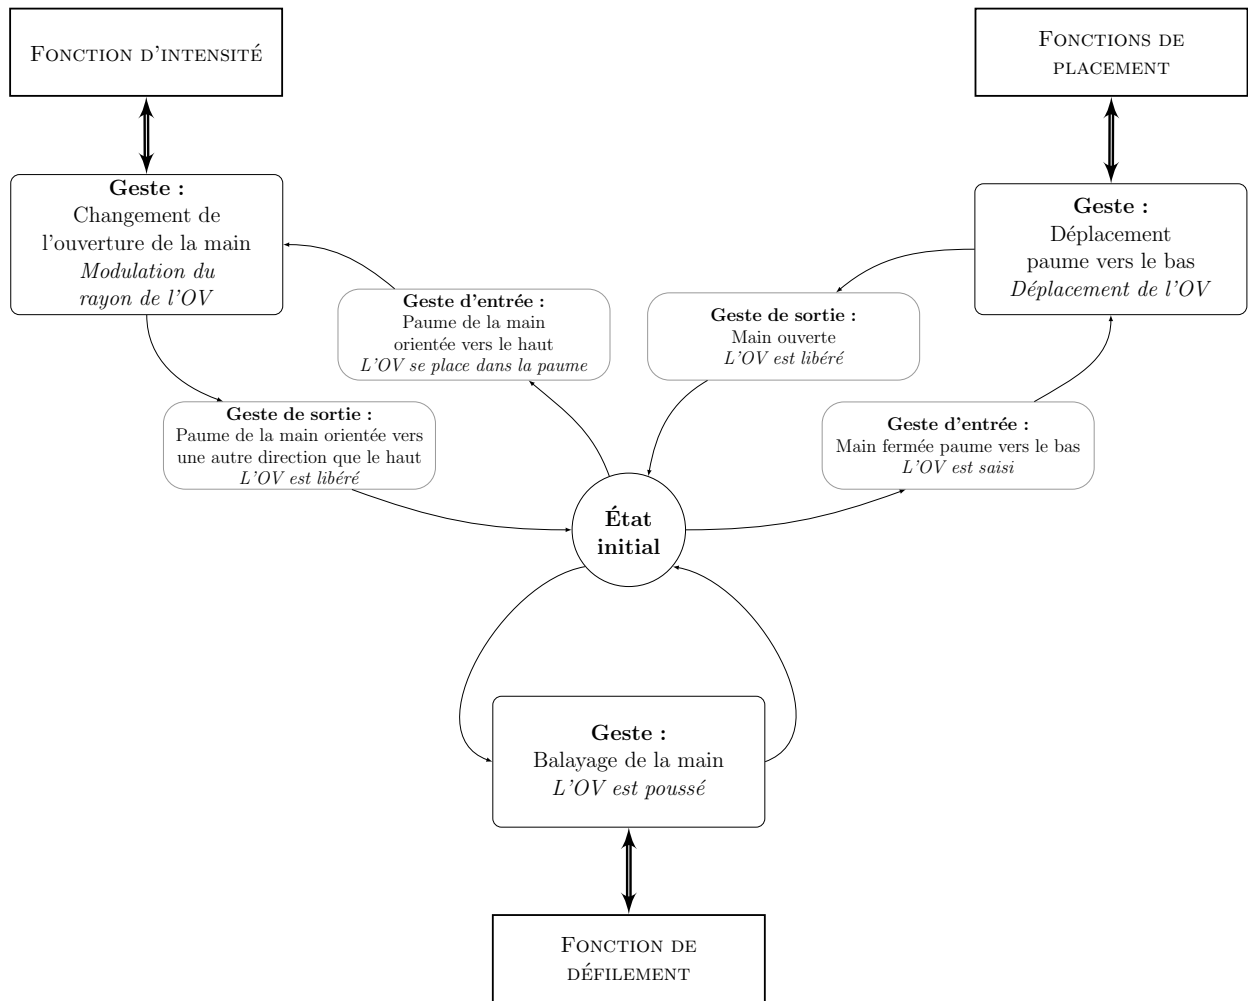 FONCTION D'INTENSITÉ
FONCTIONS DE
PLACEMENT
Geste :
Changement de
l'ouverture de la main
Modulation du
rayon de l'OV
Geste :
Déplacement
paume vers le bas
Déplacement de l'OV
Geste d'entrée :
Paume de la main
orientée vers le haut
L'OV se place dans la paume
Geste de sortie :
Main ouverte
L'OV est libéré
Geste de sortie :
Paume de la main orientée vers
une autre direction que le haut
L'OV est libéré
Geste d'entrée :
Main fermée paume vers le bas
L'OV est saisi
État
initial
Geste :
Balayage de la main
L'OV est poussé
FONCTION DE
DÉFILEMENT